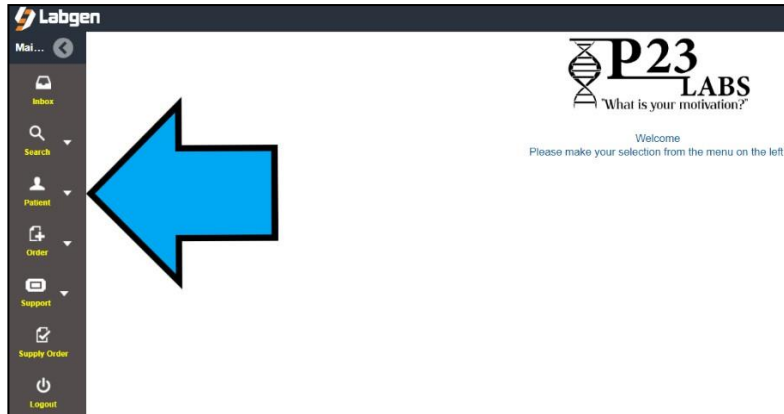 Labgen
Mai...
Inbox
Search
Patient
Order
Support
Supply Order
Logout
P23
LABS
"What is your motivation?"
Welcome
Please make your selection from the menu on the left